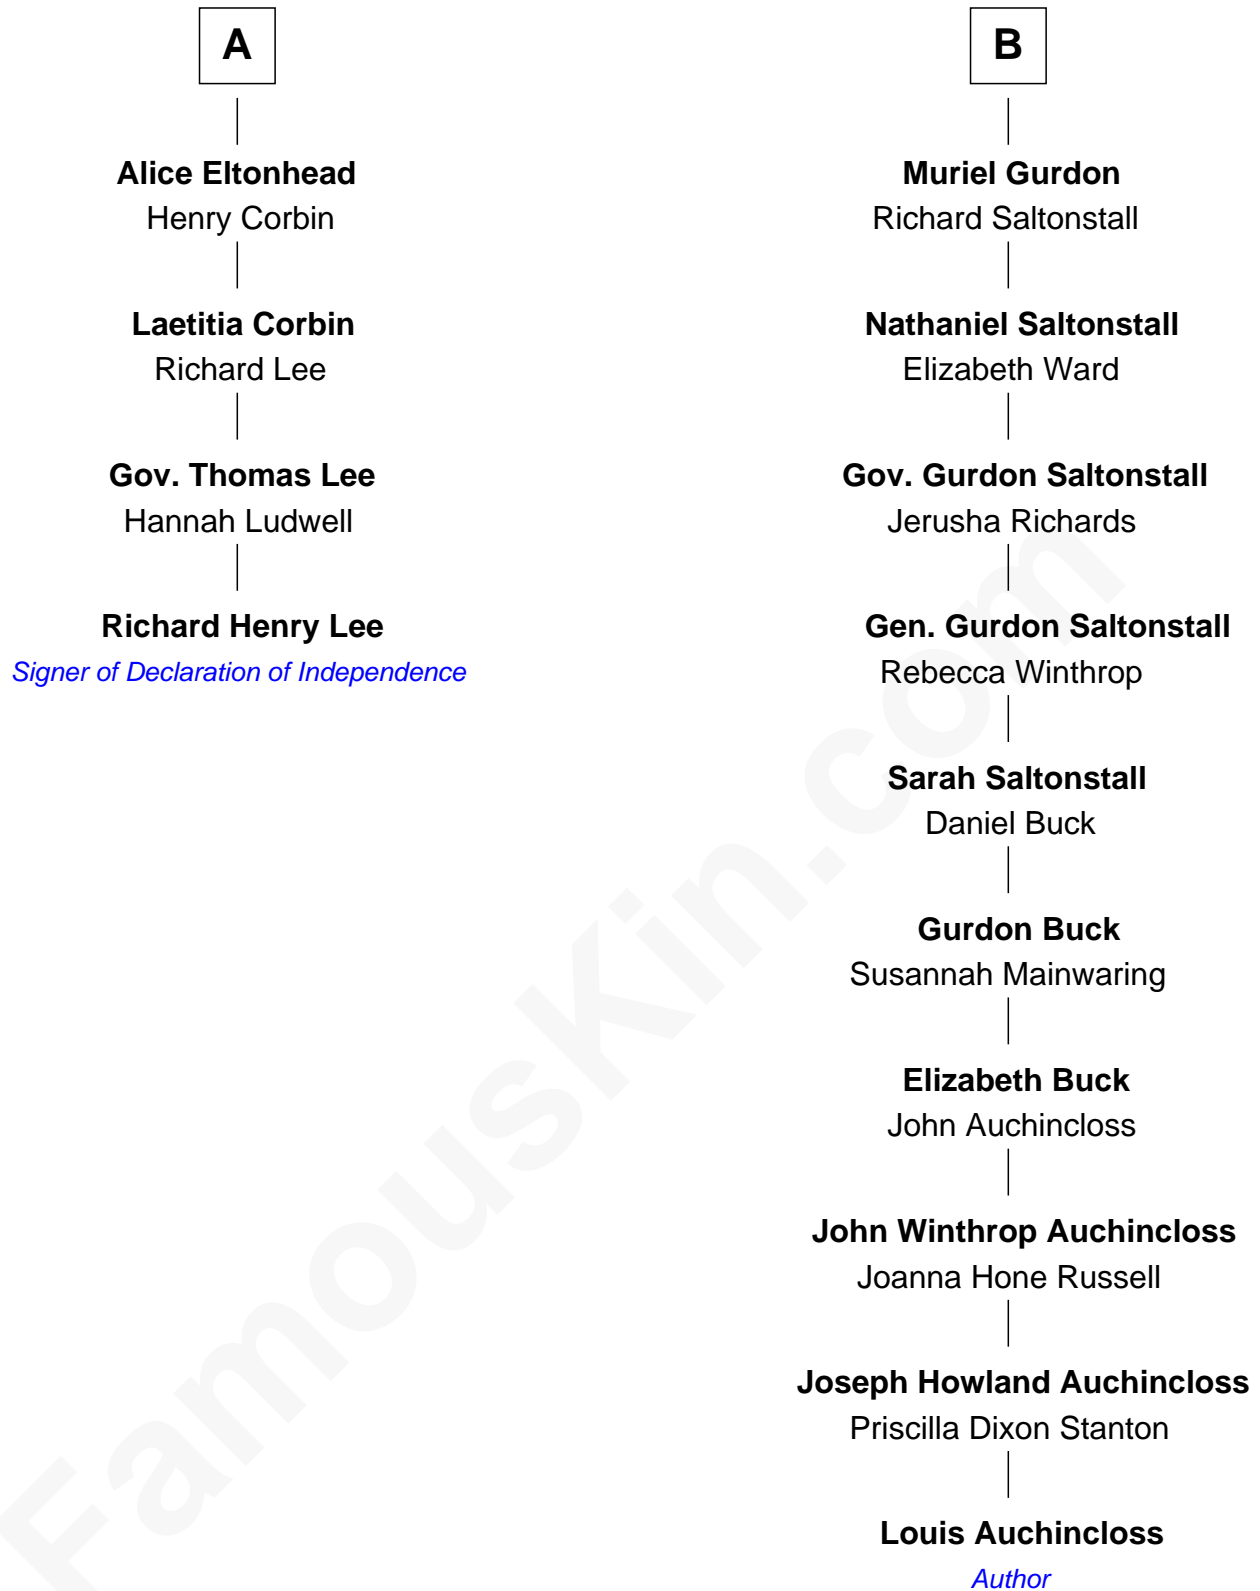 A
Alice Eltonhead
Henry Corbin
Laetitia Corbin
Richard Lee
Gov. Thomas Lee
Hannah Ludwell
Richard Henry Lee
Signer of Declaration of Independence
B
Muriel Gurdon
Richard Saltonstall
Nathaniel Saltonstall
Elizabeth Ward
Gov. Gurdon Saltonstall
Jerusha Richards
Gen. Gurdon Saltonstall
Rebecca Winthrop
Sarah Saltonstall
Daniel Buck
Gurdon Buck
Susannah Mainwaring
Elizabeth Buck
John Auchincloss
John Winthrop Auchincloss
Joanna Hone Russell
Joseph Howland Auchincloss
Priscilla Dixon Stanton
Louis Auchincloss
Author
FamousKin.com